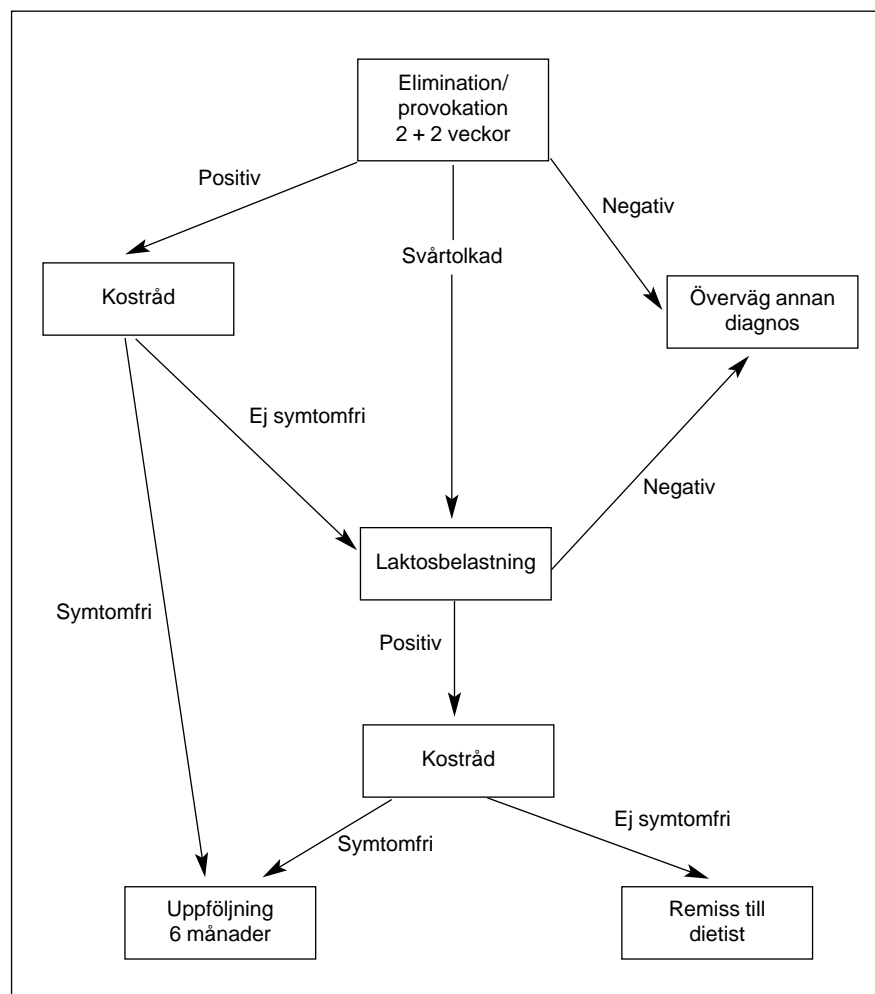 Elimination/
provokation
2 + 2 veckor
Positiv
Negativ
Svårtolkad
Kostråd
Överväg annan
diagnos
Ej symtomfri
Negativ
Laktosbelastning
Symtomfri
Positiv
Kostråd
Ej symtomfri
Symtomfri
Uppföljning
6 månader
Remiss till
dietist